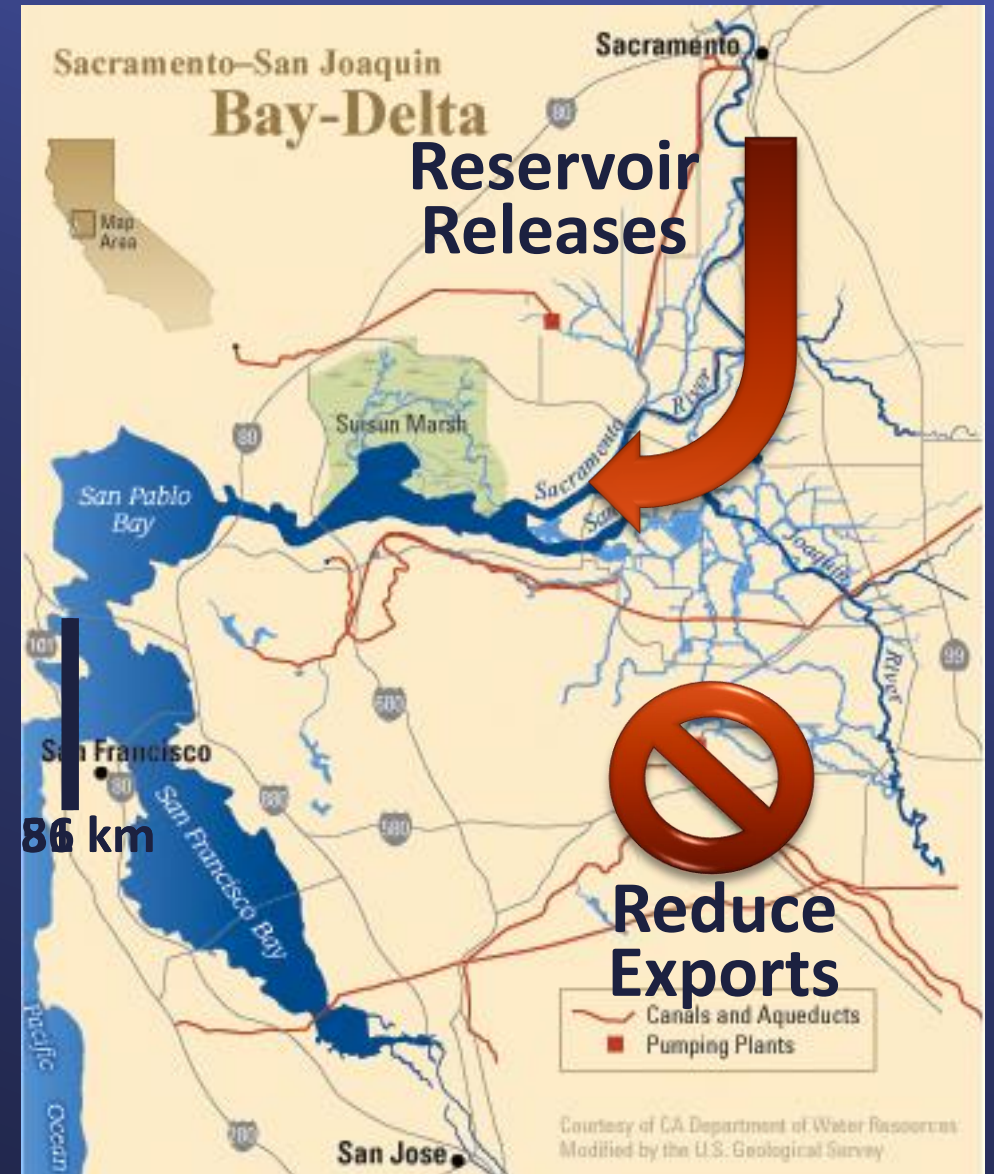 Sacramento–San Joaquin
Bay-Delta
Sacramento
80
Reservoir
Releases
Map
Area
Suisun Marsh
80
Sacramento River
San Joaquin River
San Pablo
Bay
101
99
680
San Francisco
80
880
580
km
San Francisco Bay
Reduce
Exports
Canals and Aqueducts
Pumping Plants
Pacific Ocean
280
San Jose
Courtesy of CA Department of Water Resources
Modified by the U.S. Geological Survey